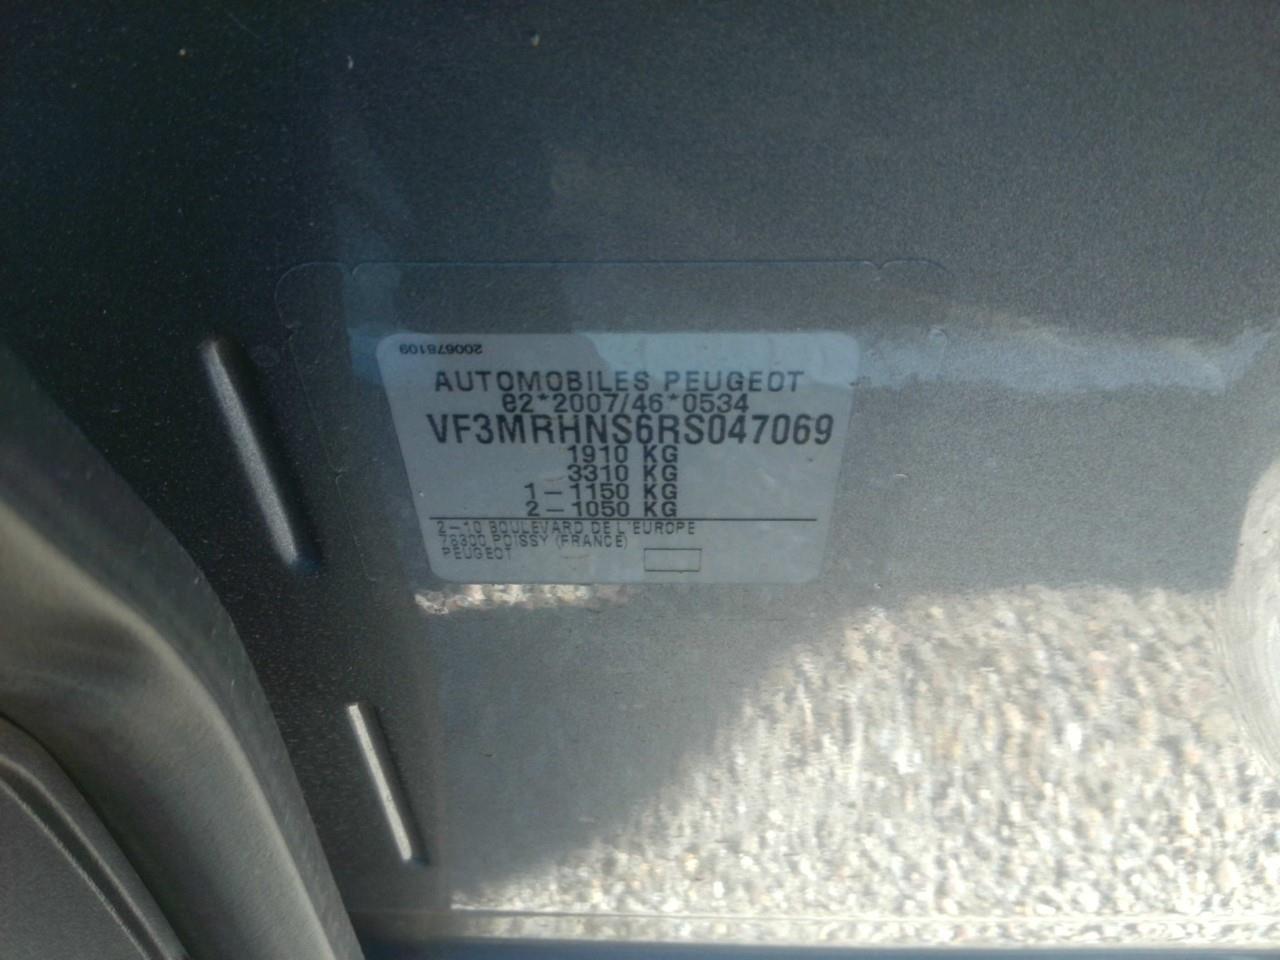 200678109
AUTOMOBILES PEUGEOT
e2*2007/46*0534
VF3MRHNS6RS047069
1910 KG
3310 KG
1-1150 KG
2-1050 KG
2-10 BOULEVARD DE L'EUROPE
78300 POISSY (FRANCE)
PEUGEOT